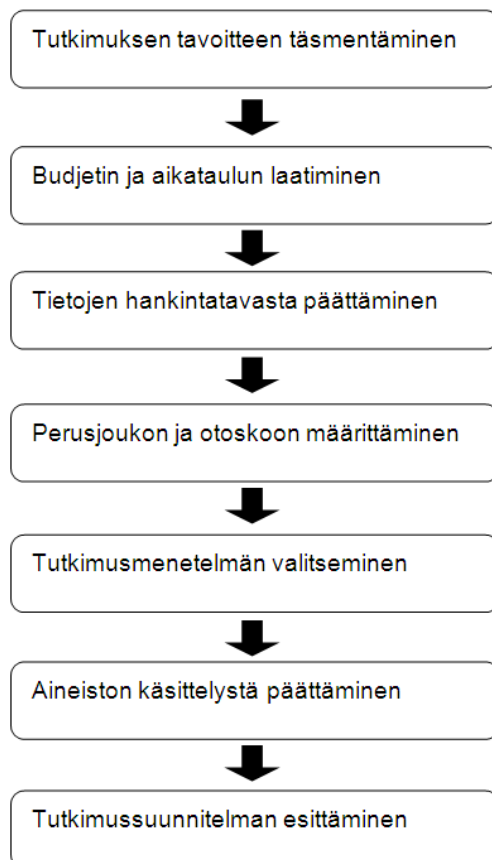 Tutkimuksen tavoitteen täsmentäminen
Budjetin ja aikataulun laatiminen
Tietojen hankintatavasta päättäminen
Perusjoukon ja otoskoon määrittäminen
Tutkimusmenetelmän valitseminen
Aineiston käsittelystä päättäminen
Tutkimussuunnitelman esittäminen